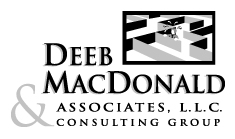 DEEB
MACDONALD
& ASSOCIATES, L.L.C.
CONSULTING GROUP